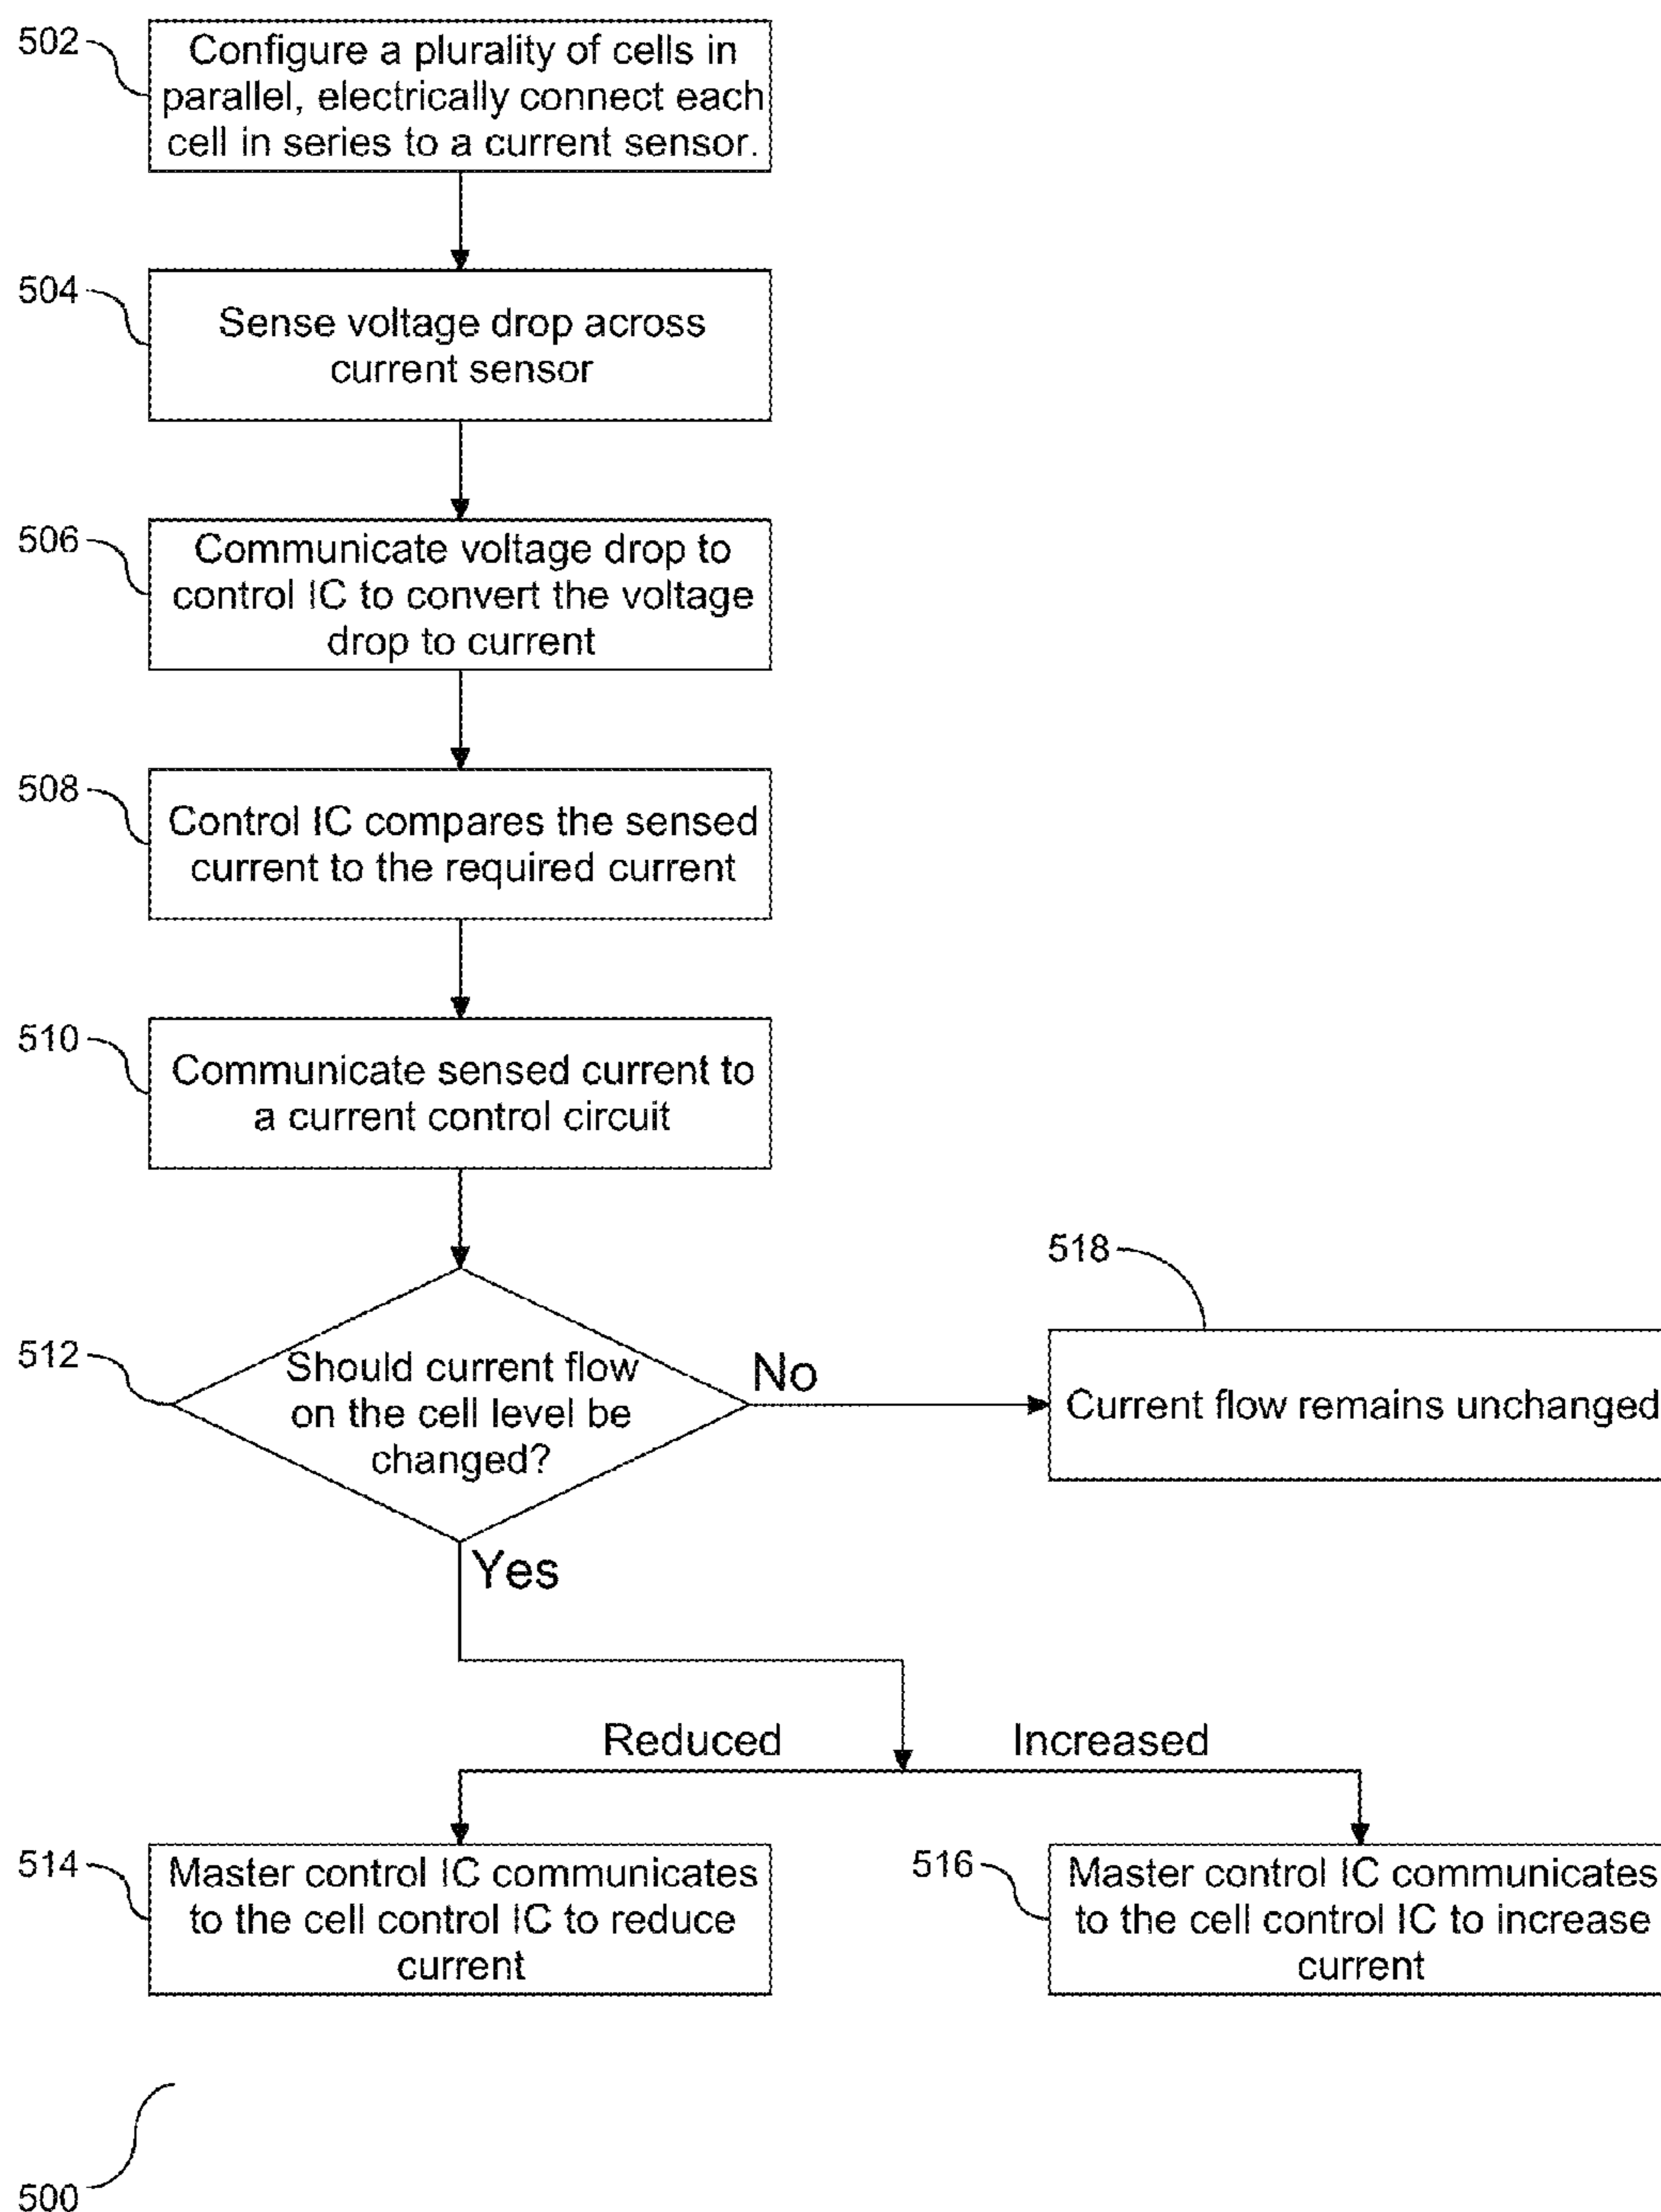 502
Configure a plurality of cells in
parallel, electrically connect each
cell in series to a current sensor.
504
Sense voltage drop across
current sensor
506
Communicate voltage drop to
control IC to convert the voltage
drop to current
508
Control IC compares the sensed
current to the required current
510
Communicate sensed current to
a current control circuit
512
Should current flow
on the cell level be
changed?
No
518
Current flow remains unchanged
Yes
Reduced
Increased
514
Master control IC communicates
to the cell control IC to reduce
current
516
Master control IC communicates
to the cell control IC to increase
current
500